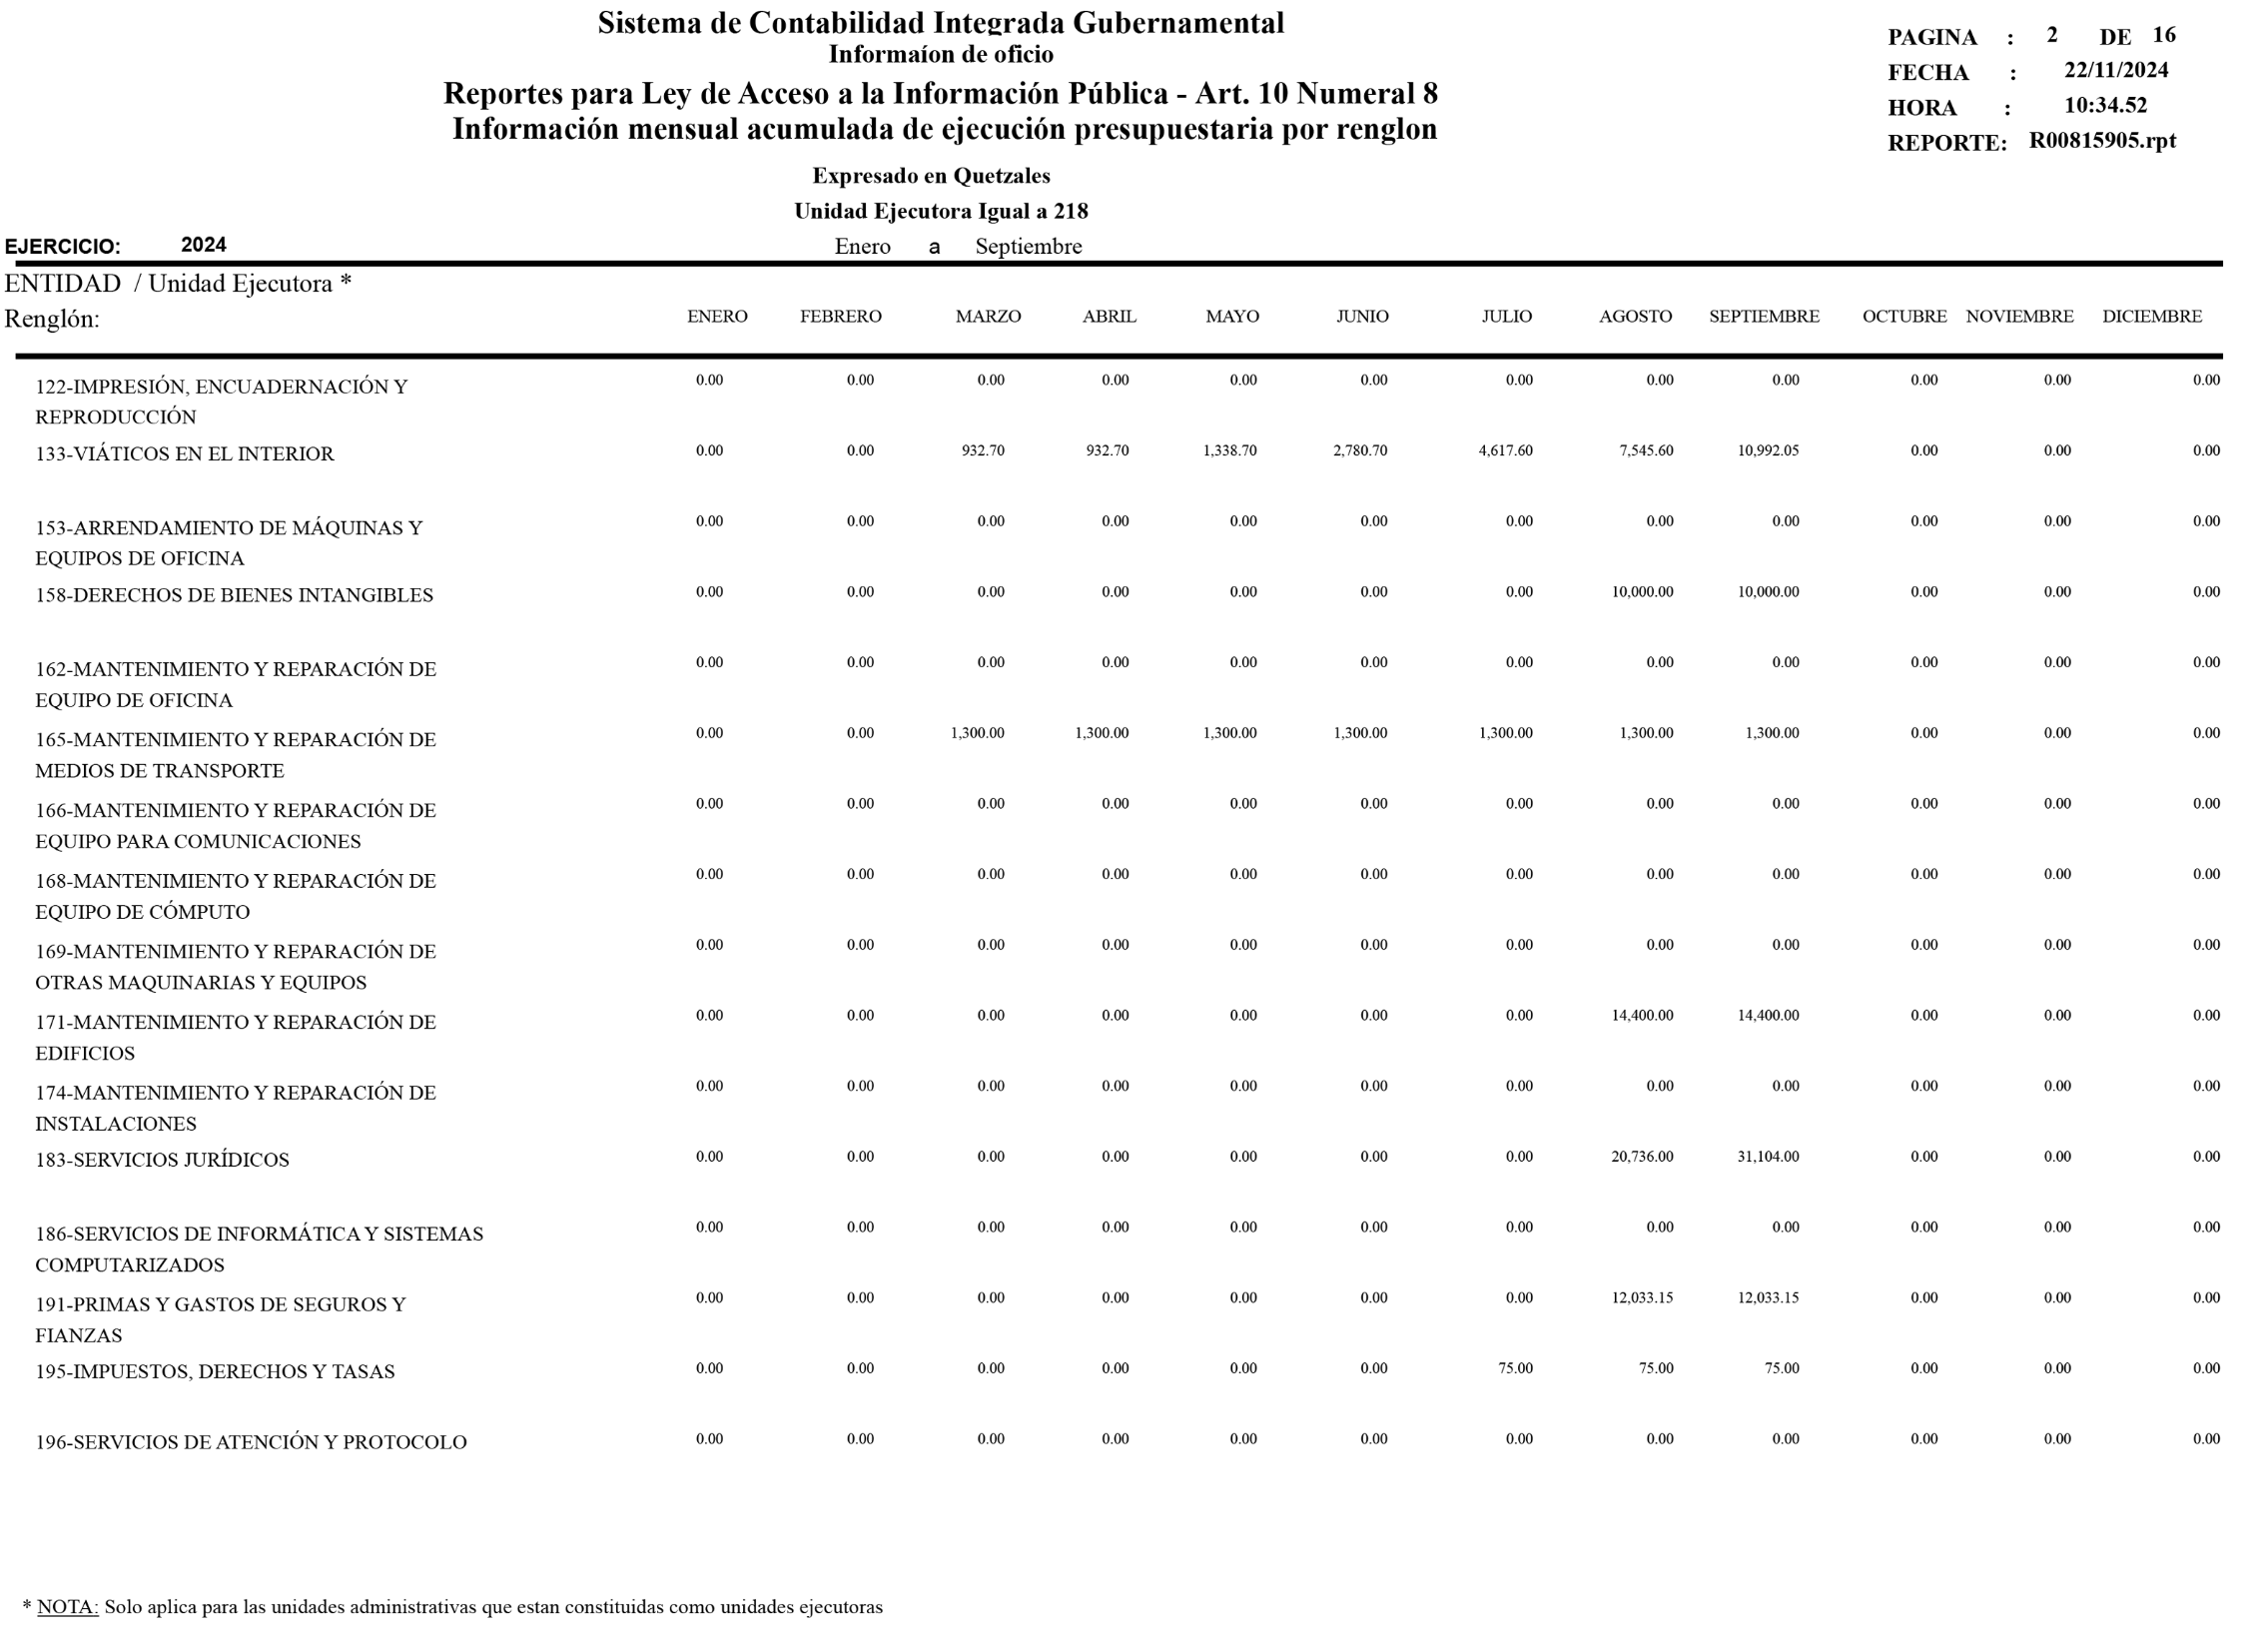 Sistema de Contabilidad Integrada Gubernamental
Informaíon de oficio
Reportes para Ley de Acceso a la Información Pública - Art. 10 Numeral 8
Información mensual acumulada de ejecución presupuestaria por renglon
Expresado en Quetzales
Unidad Ejecutora Igual a 218
PAGINA : 2 DE 16
FECHA : 22/11/2024
HORA : 10:34.52
REPORTE: R00815905.rpt
EJERCICIO: 2024 Enero a Septiembre
ENTIDAD / Unidad Ejecutora *
Renglón: ENERO FEBRERO MARZO ABRIL MAYO JUNIO JULIO AGOSTO SEPTIEMBRE OCTUBRE NOVIEMBRE DICIEMBRE
122-IMPRESIÓN, ENCUADERNACIÓN Y 0.00 0.00 0.00 0.00 0.00 0.00 0.00 0.00 0.00 0.00 0.00 0.00
REPRODUCCIÓN
133-VIÁTICOS EN EL INTERIOR 0.00 0.00 932.70 932.70 1,338.70 2,780.70 4,617.60 7,545.60 10,992.05 0.00 0.00 0.00
153-ARRENDAMIENTO DE MÁQUINAS Y 0.00 0.00 0.00 0.00 0.00 0.00 0.00 0.00 0.00 0.00 0.00 0.00
EQUIPOS DE OFICINA
158-DERECHOS DE BIENES INTANGIBLES 0.00 0.00 0.00 0.00 0.00 0.00 0.00 10,000.00 10,000.00 0.00 0.00 0.00
162-MANTENIMIENTO Y REPARACIÓN DE 0.00 0.00 0.00 0.00 0.00 0.00 0.00 0.00 0.00 0.00 0.00 0.00
EQUIPO DE OFICINA
165-MANTENIMIENTO Y REPARACIÓN DE 0.00 0.00 1,300.00 1,300.00 1,300.00 1,300.00 1,300.00 1,300.00 1,300.00 0.00 0.00 0.00
MEDIOS DE TRANSPORTE
166-MANTENIMIENTO Y REPARACIÓN DE 0.00 0.00 0.00 0.00 0.00 0.00 0.00 0.00 0.00 0.00 0.00 0.00
EQUIPO PARA COMUNICACIONES
168-MANTENIMIENTO Y REPARACIÓN DE 0.00 0.00 0.00 0.00 0.00 0.00 0.00 0.00 0.00 0.00 0.00 0.00
EQUIPO DE CÓMPUTO
169-MANTENIMIENTO Y REPARACIÓN DE 0.00 0.00 0.00 0.00 0.00 0.00 0.00 0.00 0.00 0.00 0.00 0.00
OTRAS MAQUINARIAS Y EQUIPOS
171-MANTENIMIENTO Y REPARACIÓN DE 0.00 0.00 0.00 0.00 0.00 0.00 0.00 14,400.00 14,400.00 0.00 0.00 0.00
EDIFICIOS
174-MANTENIMIENTO Y REPARACIÓN DE 0.00 0.00 0.00 0.00 0.00 0.00 0.00 0.00 0.00 0.00 0.00 0.00
INSTALACIONES
183-SERVICIOS JURÍDICOS 0.00 0.00 0.00 0.00 0.00 0.00 0.00 20,736.00 31,104.00 0.00 0.00 0.00
186-SERVICIOS DE INFORMÁTICA Y SISTEMAS 0.00 0.00 0.00 0.00 0.00 0.00 0.00 0.00 0.00 0.00 0.00 0.00
COMPUTARIZADOS
191-PRIMAS Y GASTOS DE SEGUROS Y 0.00 0.00 0.00 0.00 0.00 0.00 0.00 12,033.15 12,033.15 0.00 0.00 0.00
FIANZAS
195-IMPUESTOS, DERECHOS Y TASAS 0.00 0.00 0.00 0.00 0.00 0.00 75.00 75.00 75.00 0.00 0.00 0.00
196-SERVICIOS DE ATENCIÓN Y PROTOCOLO 0.00 0.00 0.00 0.00 0.00 0.00 0.00 0.00 0.00 0.00 0.00 0.00
* NOTA: Solo aplica para las unidades administrativas que estan constituidas como unidades ejecutoras